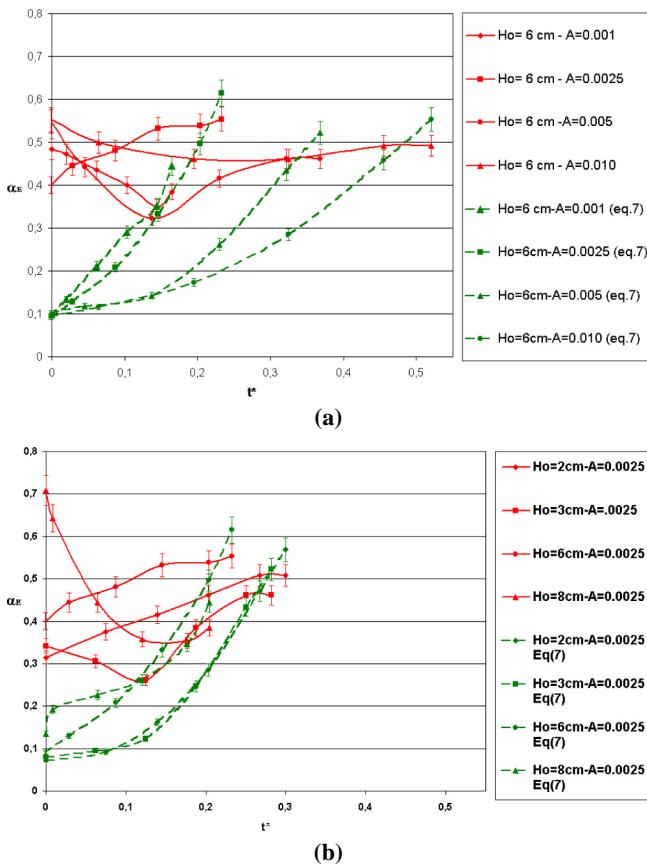 0,8
0,7
0,6
0,5
0,4
0,3
0,2
0,1
0
αE
0
0,1
0,2
0,3
0,4
0,5
t*
Ho= 6 cm - A=0.001
Ho= 6 cm - A=0.0025
Ho= 6 cm -A=0.005
Ho= 6 cm - A=0.010
Ho=6 cm-A=0.001 (eq.7)
Ho=6cm-A=0.0025 (eq.7)
Ho=6cm-A=0.005 (eq.7)
Ho=6cm-A=0.010 (eq.7)
(a)
0,8
0,7
0,6
0,5
0,4
0,3
0,2
0,1
0
αE
0
0,1
0,2
0,3
0,4
0,5
t*
Ho=2cm-A=0.0025
Ho=3cm-A=.0025
Ho=6cm-A=0.0025
Ho=8cm-A=0.0025
Ho=2cm-A=0.0025
Eq(7)
Ho=3cm-A=0.0025
Eq(7)
Ho=6cm-A=0.0025
Eq(7)
Ho=8cm-A=0.0025
Eq(7)
(b)